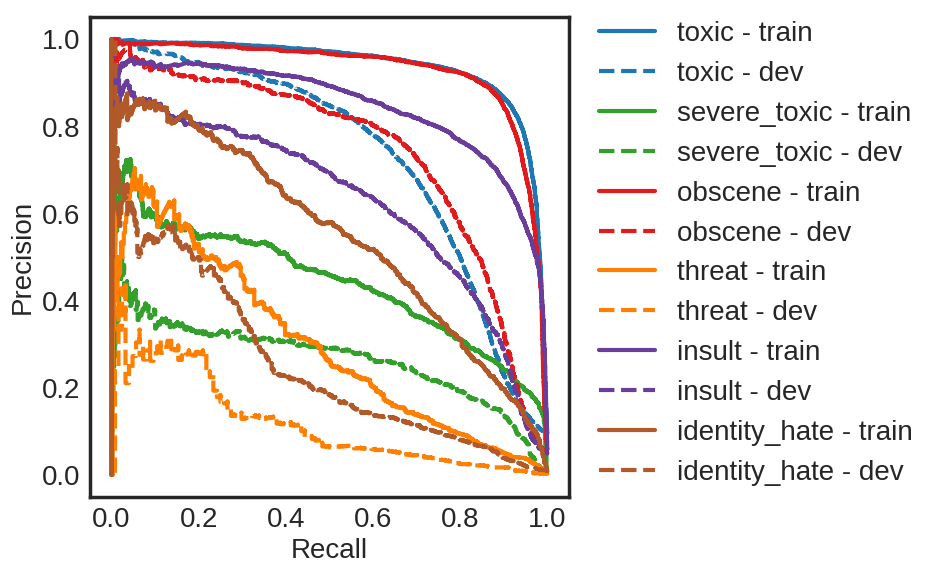 1.0
0.8
0.6
0.4
0.2
0.0
Precision
0.0 0.2 0.4 0.6 0.8 1.0
Recall
toxic - train
toxic - dev
severe_toxic - train
severe_toxic - dev
obscene - train
obscene - dev
threat - train
threat - dev
insult - train
insult - dev
identity_hate - train
identity_hate - dev